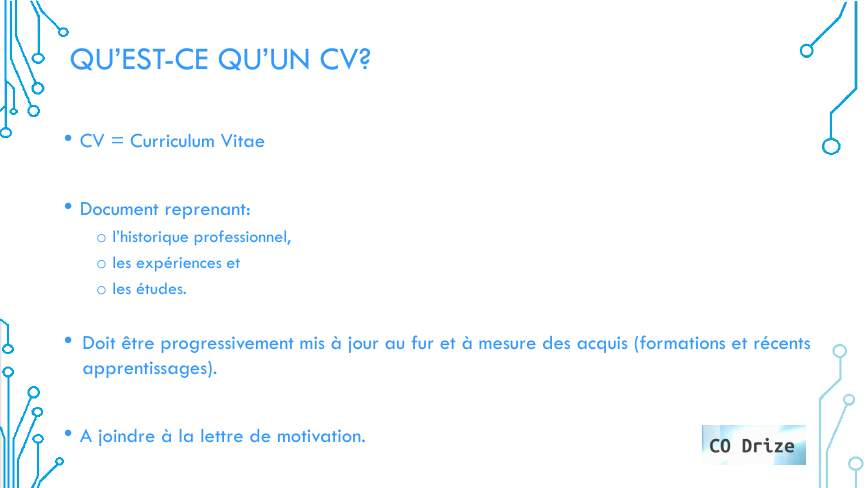 QU’EST-CE QU’UN CV?
• CV = Curriculum Vitae
• Document reprenant:
o l’historique professionnel,
o les expériences et
o les études.
• Doit être progressivement mis à jour au fur et à mesure des acquis (formations et récents
apprentissages).
• A joindre à la lettre de motivation.
CO Drize